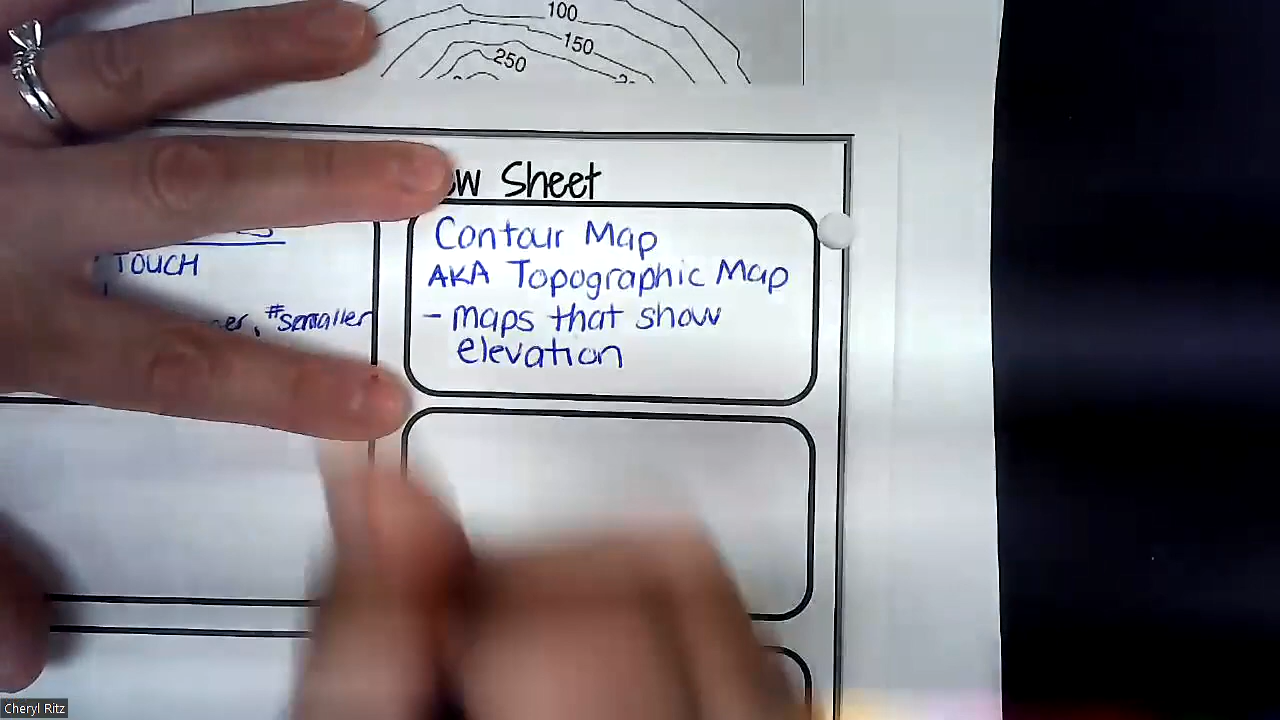 100
150
250
Sheet
Contour Map
AKA Topographic Map
- maps that show
elevation
TOUCH
#smaller
Cheryl Ritz